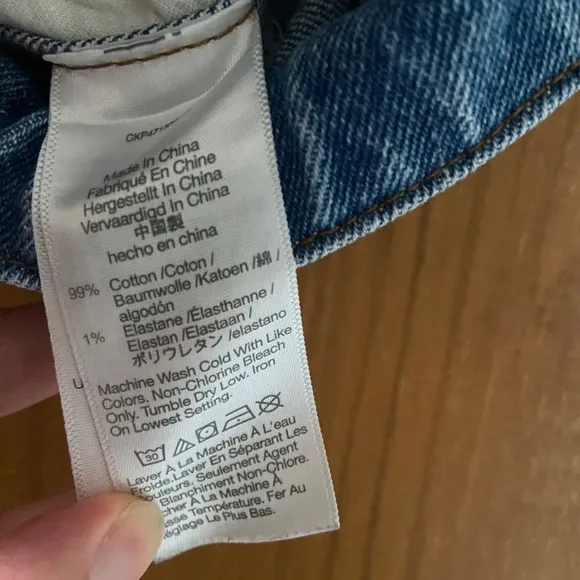 Made In China
Fabriqué En Chine
Hergestellt In China
Vervaardigd In China
中国製
hecho en china
99% Cotton /Coton /
Baumwolle /Katoen /綿 /
algodón
1% Elastane /Élasthanne /
Elastan /Elastaan /
ポリウレタン /elastano
Machine Wash Cold With Like
Colors. Non-Chlorine Bleach
Only. Tumble Dry Low. Iron
On Lowest Setting.
30
Laver À La Machine À L'eau
Froide.Laver En Séparant Les
Couleurs. Seulement Agent
Blanchiment Non-Chlore.
À La Machine À
Température. Fer Au
Réglage Le Plus Bas.